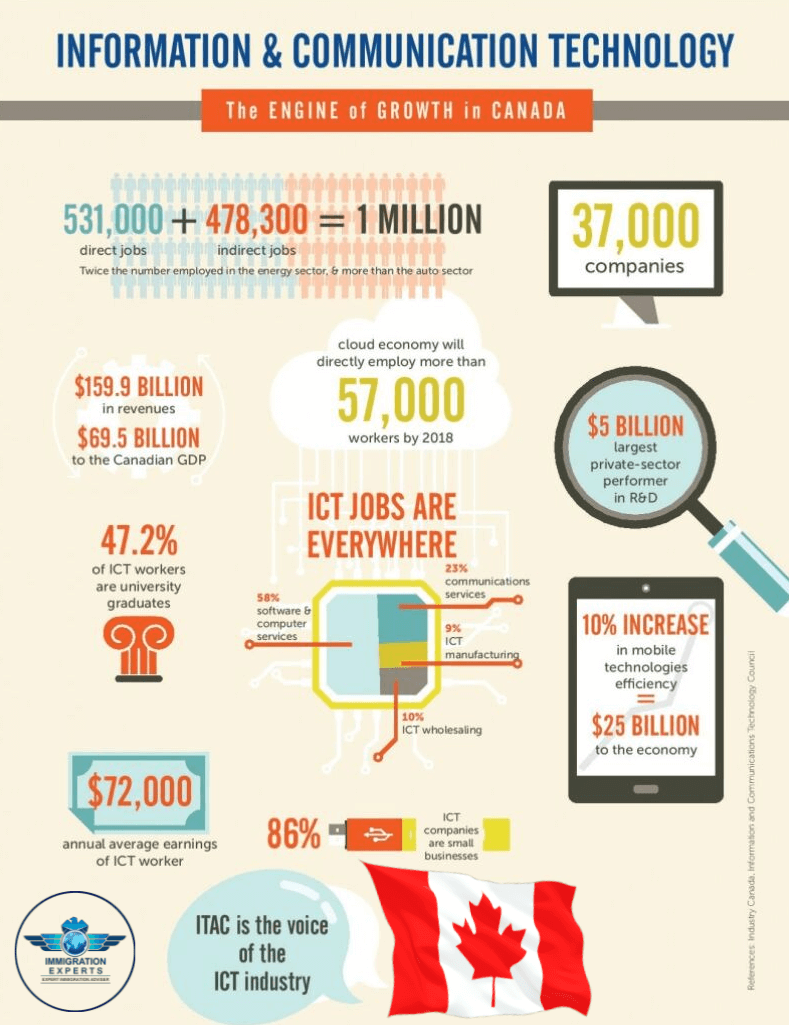 INFORMATION & COMMUNICATION TECHNOLOGY
The ENGINE of GROWTH in CANADA
531,000 + 478,300 = 1 MILLION
direct jobs
indirect jobs
Twice the number employed in the energy sector, & more than the auto sector
37,000
companies
cloud economy will
directly employ more than
57,000
workers by 2018
$159.9 BILLION
in revenues
$69.5 BILLION
to the Canadian GDP
$5 BILLION
largest
private-sector
performer
in R&D
ICT JOBS ARE
EVERYWHERE
47.2%
of ICT workers
are university
graduates
58%
software &
computer
services
23%
communications
services
9%
ICT
manufacturing
10%
ICT wholesaling
10% INCREASE
in mobile
technologies
efficiency
=
$25 BILLION
to the economy
$72,000
annual average earnings
of ICT worker
86%
ICT
companies
are small
businesses
ITAC is the voice
of the
ICT industry
IMMIGRATION
EXPERTS
EXPERT IMMIGRATION ADVISER
References: Industry Canada, Information and Communications Technology Council